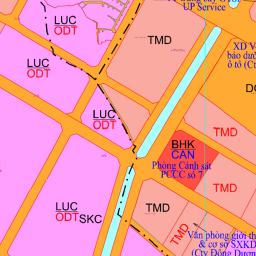 UP Service
LUC
ODT
TMD
XD V
bảo dưỡ
ô tô (Ct
LUC
ODT
LUC
ODT
BHK
CAN
Phòng Cảnh sát
PCCC số 7
TMD
TMD
LUC
ODT
SKC
TMD
TMD
Văn phòng giới th
& cơ sở SXKD
(Cty Đông Dươn